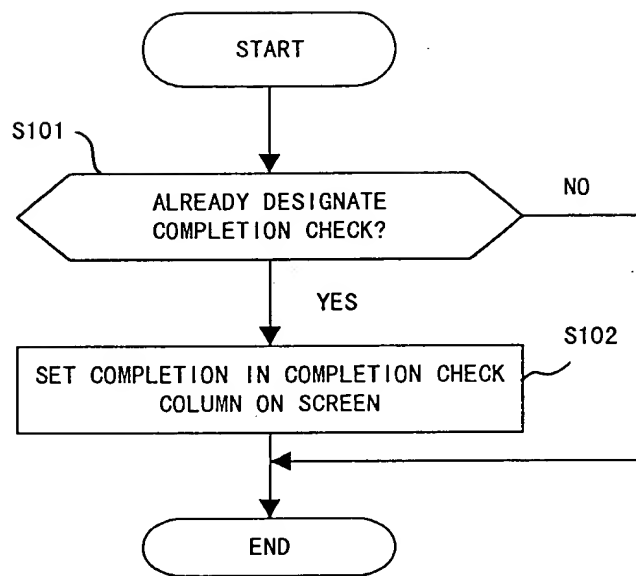 START
S101
ALREADY DESIGNATE
COMPLETION CHECK?
NO
YES
S102
SET COMPLETION IN COMPLETION CHECK
COLUMN ON SCREEN
END